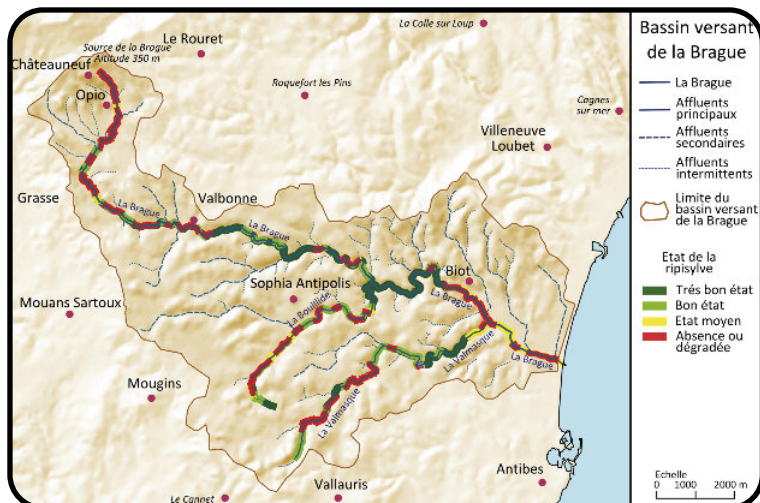 La Colle sur Loup
Le Rouret
Source de la Brague
Altitude 350 m
Châteauneuf
Roquefort les Pins
Opio
Cagnes
sur mer
Villeneuve
Loubet
Grasse
La Brague
Valbonne
La Brague
Sophia Antipolis
Biot
La Brague
La Bouillide
Mouans Sartoux
La Valmasque
La Brague
Mougins
La Valmasque
Le Cannet
Vallauris
Antibes
Bassin versant
de la Brague
La Brague
Affluents
principaux
Affluents
secondaires
Affluents
intermittents
Limite du
bassin versant
de la Brague
Etat de la
ripisylve
Trés bon état
Bon état
Etat moyen
Absence ou
dégradée
Echelle
0 1000 2000 m